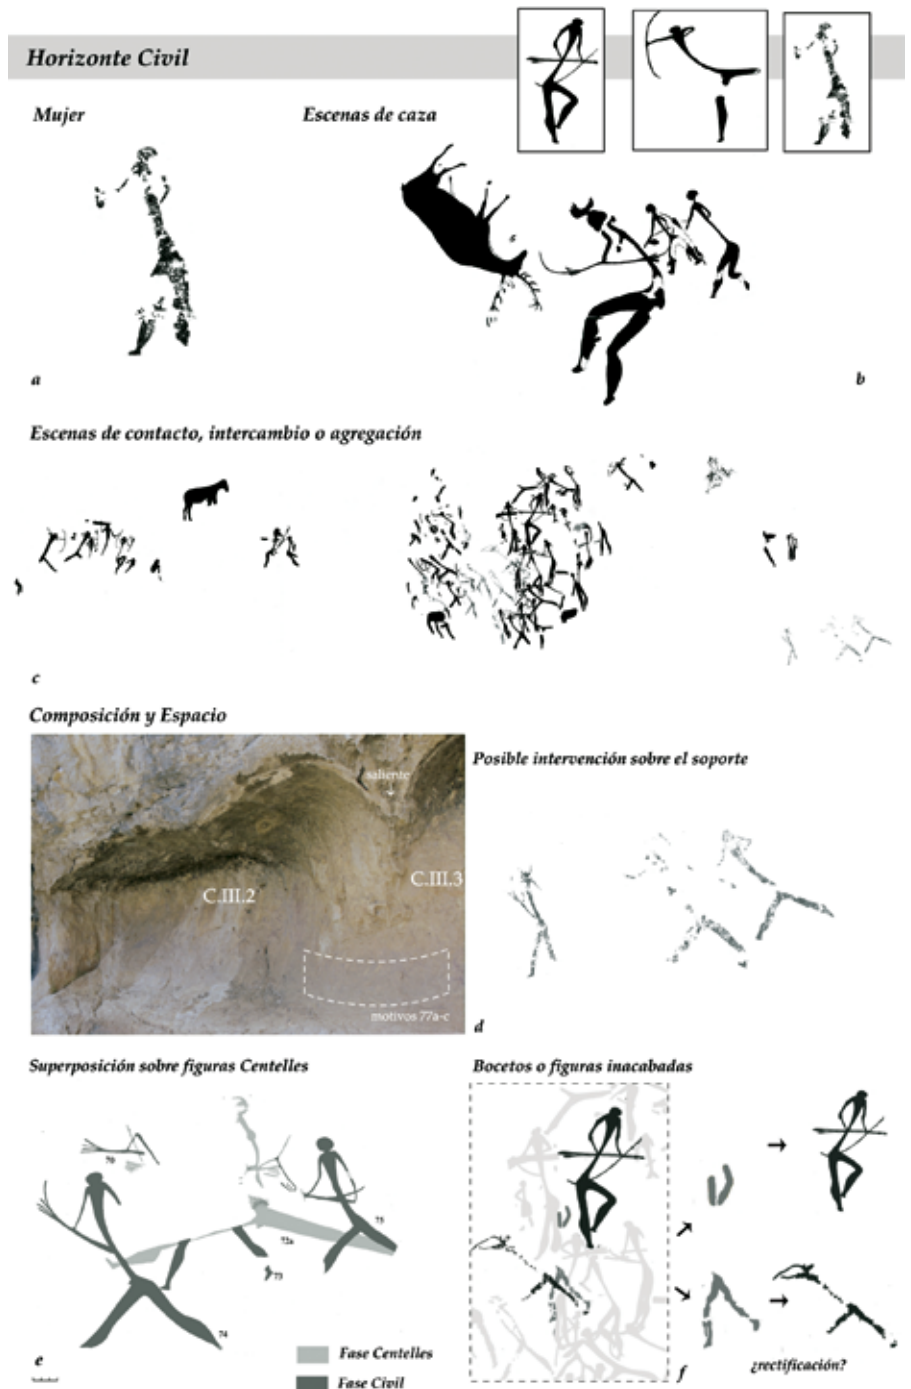 Horizonte Civil
Mujer
Escenas de caza
a
b
Escenas de contacto, intercambio o agregación
c
Composición y Espacio
Posible intervención sobre el soporte
saliente
C.III.2
C.III.3
motivos 77a-c
d
Superposición sobre figuras Centelles
Bocetos o figuras inacabadas
70
72a
75
73
74
e
Fase Centelles
Fase Civil
f
¿rectificación?